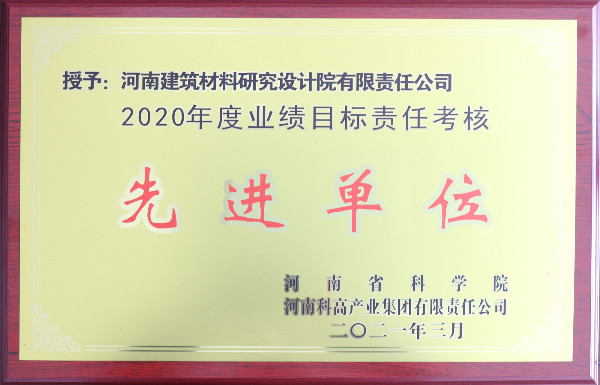 授予：河南建筑材料研究设计院有限责任公司
2020年度业绩目标责任考核
先进单位
河南省科学院
河南科高产业集团有限责任公司
二〇二一年三月